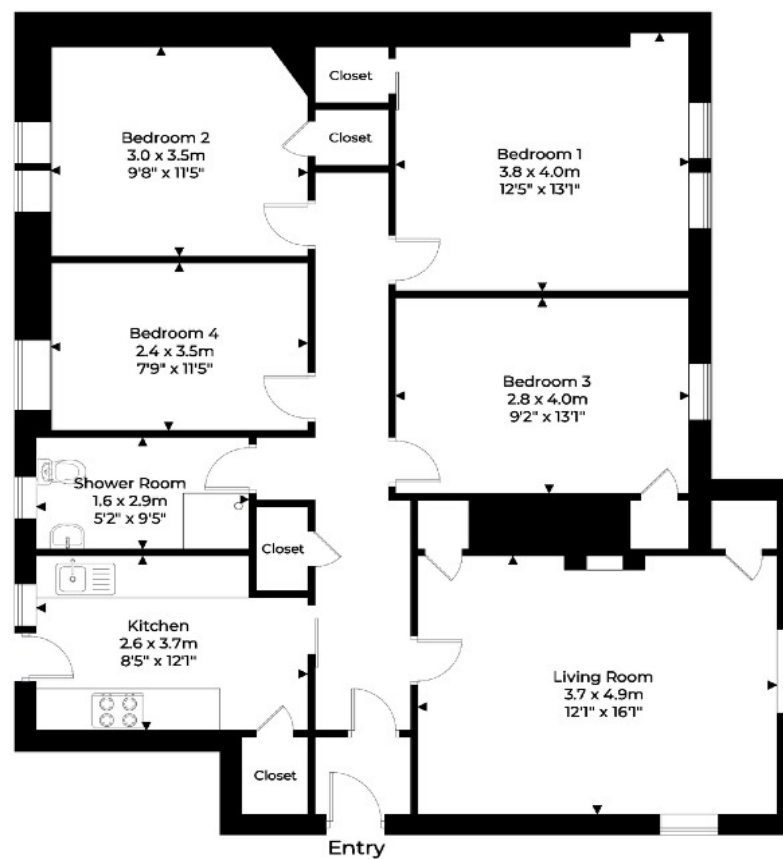 Closet
Closet
Bedroom 2
3.0 x 3.5m
9'8" x 11'5"
Bedroom 1
3.8 x 4.0m
12'5" x 13'1"
Bedroom 4
2.4 x 3.5m
7'9" x 11'5"
Bedroom 3
2.8 x 4.0m
9'2" x 13'1"
Shower Room
1.6 x 2.9m
5'2" x 9'5"
Closet
Kitchen
2.6 x 3.7m
8'5" x 12'1"
Living Room
3.7 x 4.9m
12'1" x 16'1"
Closet
Entry